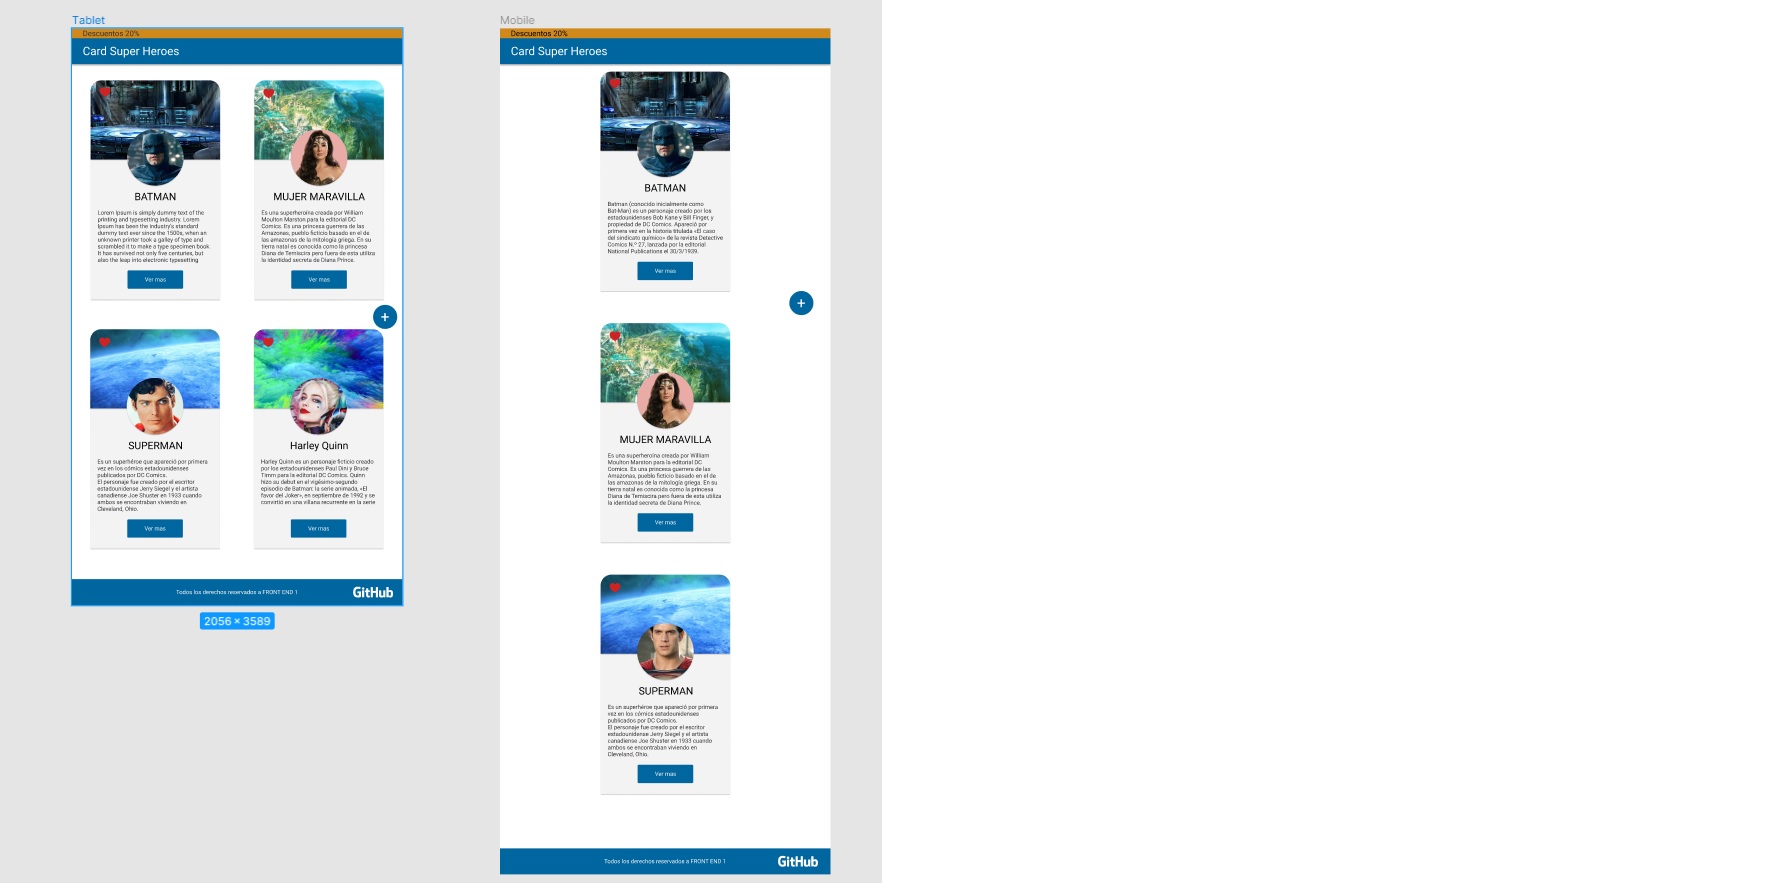 Tablet
Descuentos 20%
Card Super Heroes
BATMAN
Lorem Ipsum is simply dummy text of the
printing and typesetting industry. Lorem
Ipsum has been the industry's standard
dummy text ever since the 1500s, when an
unknown printer took a galley of type and
scrambled it to make a type specimen book.
It has survived not only five centuries, but
also the leap into electronic typesetting
Ver mas
MUJER MARAVILLA
Es una superheroína creada por William
Moulton Marston para la editorial DC
Comics. Es una princesa guerrera de las
Amazonas, pueblo ficticio basado en el de
las amazonas de la mitología griega. En su
tierra natal es conocida como la princesa
Diana de Temiscira pero fuera de esta utiliza
la identidad secreta de Diana Prince.
Ver mas
+
SUPERMAN
Es un superhéroe que apareció por primera
vez en los cómics estadounidenses
publicados por DC Comics.
El personaje fue creado por el escritor
estadounidense Jerry Siegel y el artista
canadiense Joe Shuster en 1933 cuando
ambos se encontraban viviendo en
Cleveland, Ohio.
Ver mas
Harley Quinn
Harley Quinn es un personaje ficticio creado
por los estadounidenses Paul Dini y Bruce
Timm para la editorial DC Comics. Quinn
hizo su debut en el vigésimo-segundo
episodio de Batman: la serie animada, «El
favor del Joker», en septiembre de 1992 y se
convirtió en una villana recurrente en la serie
Ver mas
Todos los derechos reservados a FRONT END 1
GitHub
2056 × 3589
Mobile
Descuentos 20%
Card Super Heroes
BATMAN
Batman (conocido inicialmente como
Bat-Man) es un personaje creado por los
estadounidenses Bob Kane y Bill Finger, y
propiedad de DC Comics. Apareció por
primera vez en la historia titulada «El caso
del sindicato químico» de la revista Detective
Comics N.º 27, lanzada por la editorial
National Publications el 30/3/1939.
Ver mas
+
MUJER MARAVILLA
Es una superheroína creada por William
Moulton Marston para la editorial DC
Comics. Es una princesa guerrera de las
Amazonas, pueblo ficticio basado en el de
las amazonas de la mitología griega. En su
tierra natal es conocida como la princesa
Diana de Temiscira pero fuera de esta utiliza
la identidad secreta de Diana Prince.
Ver mas
SUPERMAN
Es un superhéroe que apareció por primera
vez en los cómics estadounidenses
publicados por DC Comics.
El personaje fue creado por el escritor
estadounidense Jerry Siegel y el artista
canadiense Joe Shuster en 1933 cuando
ambos se encontraban viviendo en
Cleveland, Ohio.
Ver mas
Todos los derechos reservados a FRONT END 1
GitHub